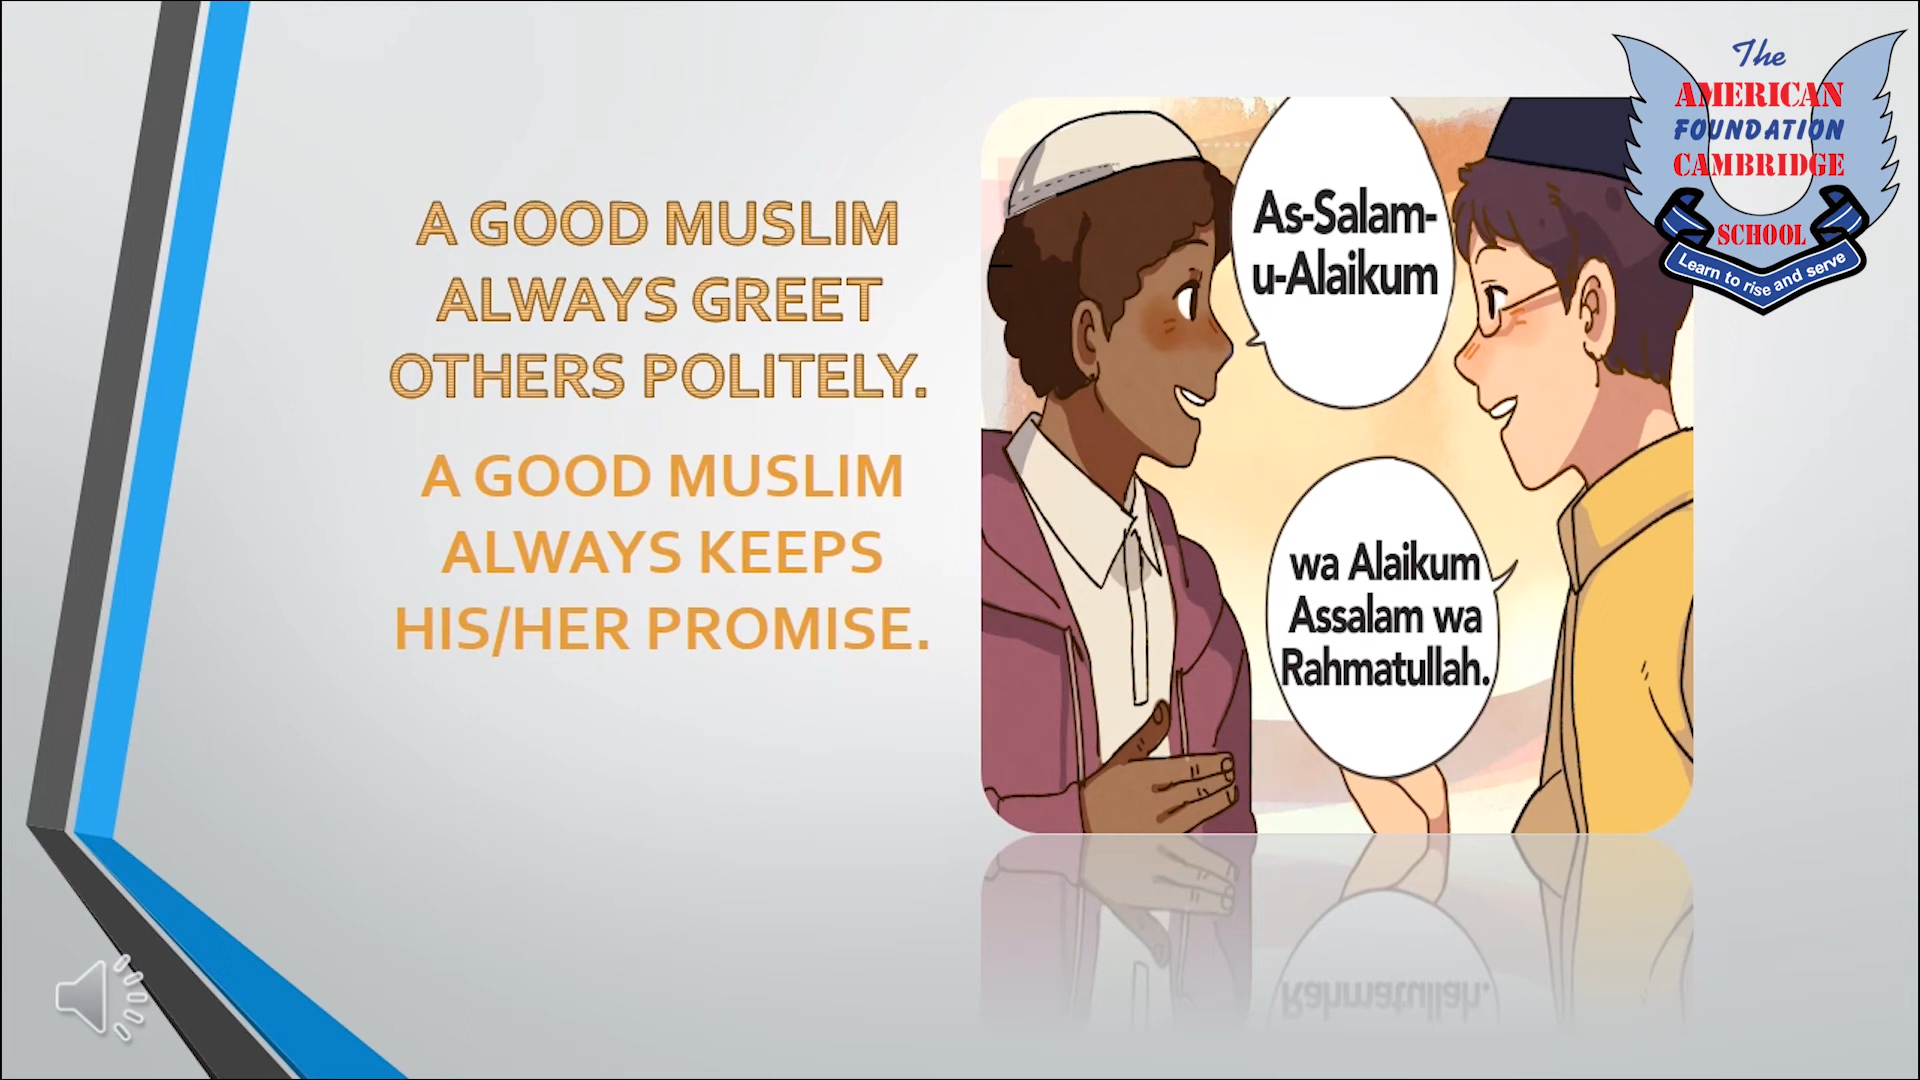 A GOOD MUSLIM
ALWAYS GREET
OTHERS POLITELY.
A GOOD MUSLIM
ALWAYS KEEPS
HIS/HER PROMISE.
As-Salam-
u-Alaikum
wa Alaikum
Assalam wa
Rahmatullah.
The
AMERICAN
FOUNDATION
CAMBRIDGE
SCHOOL
Learn to rise and serve